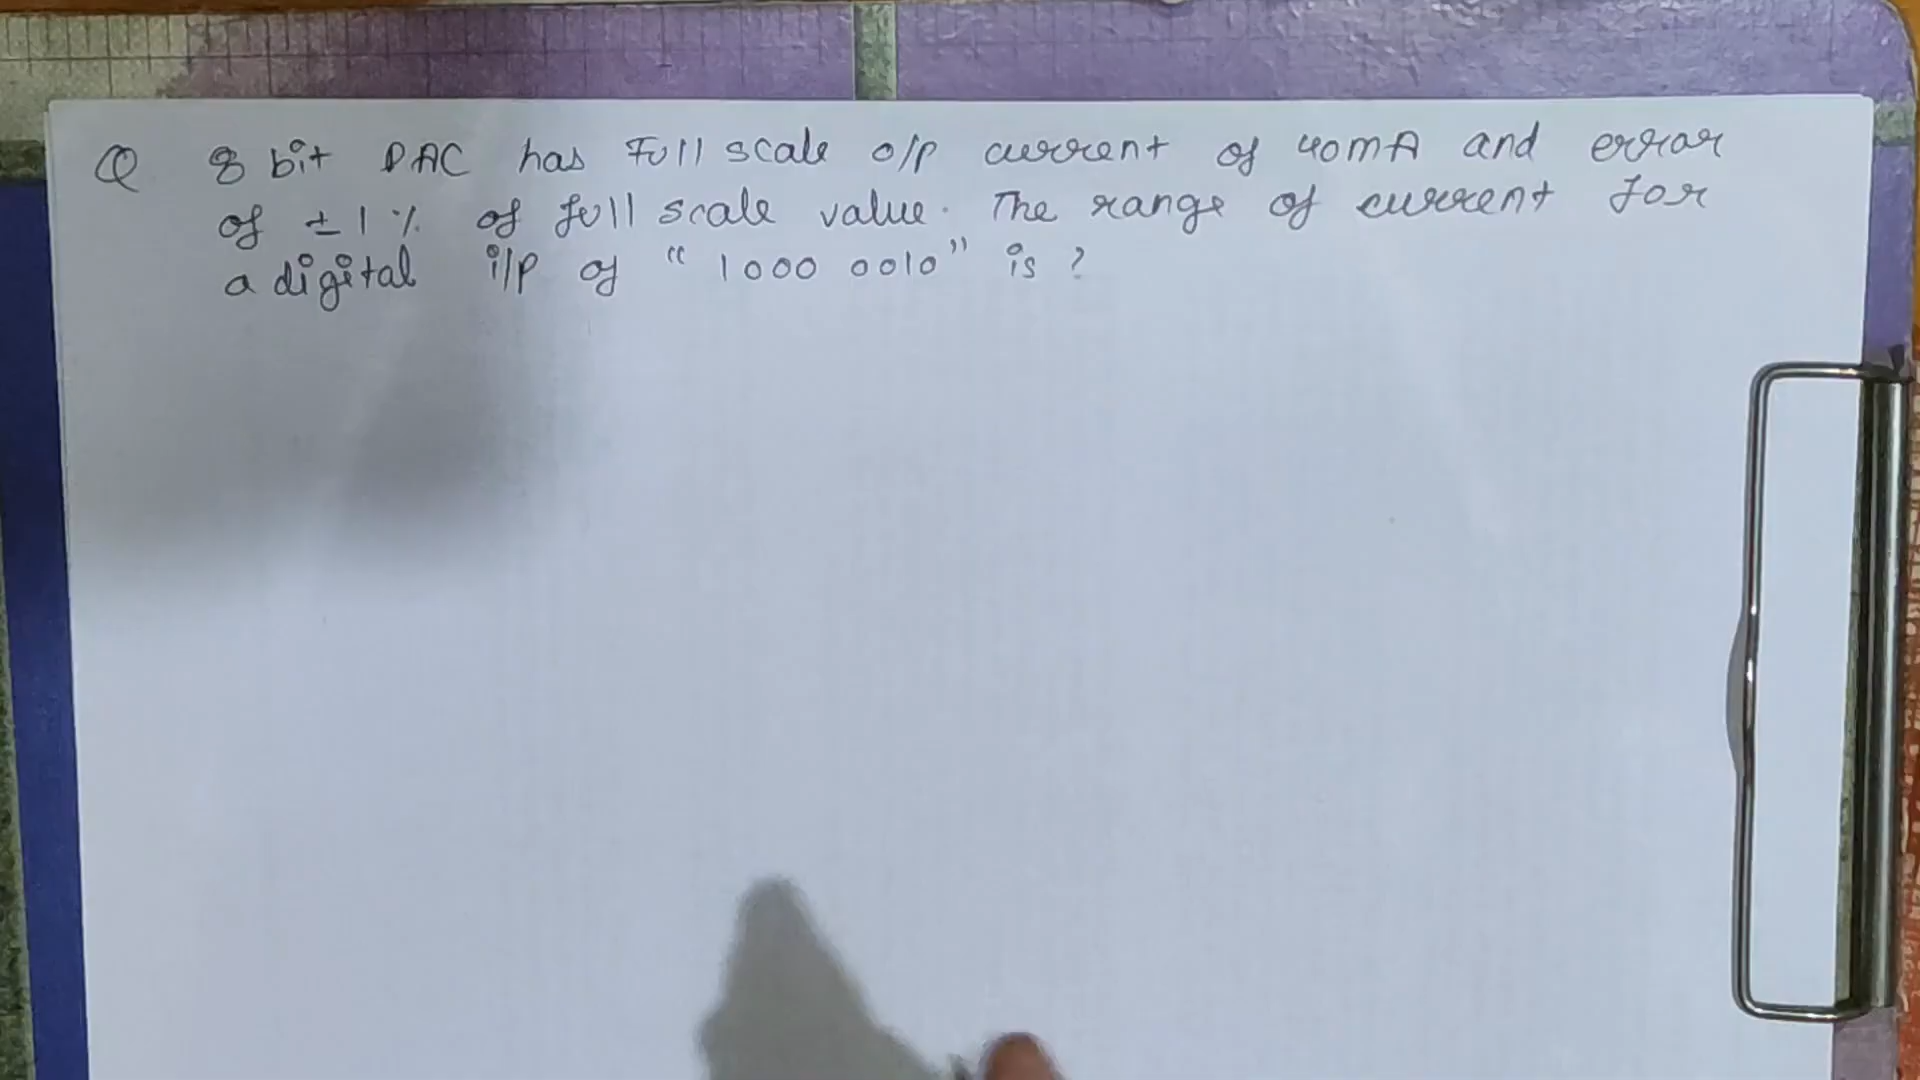 Q 8 bit DAC has Full scale o/p current of 40mA and error
of ± 1 % of full scale value. The range of current for
a digital i/p of " 1000 0010 " is ?